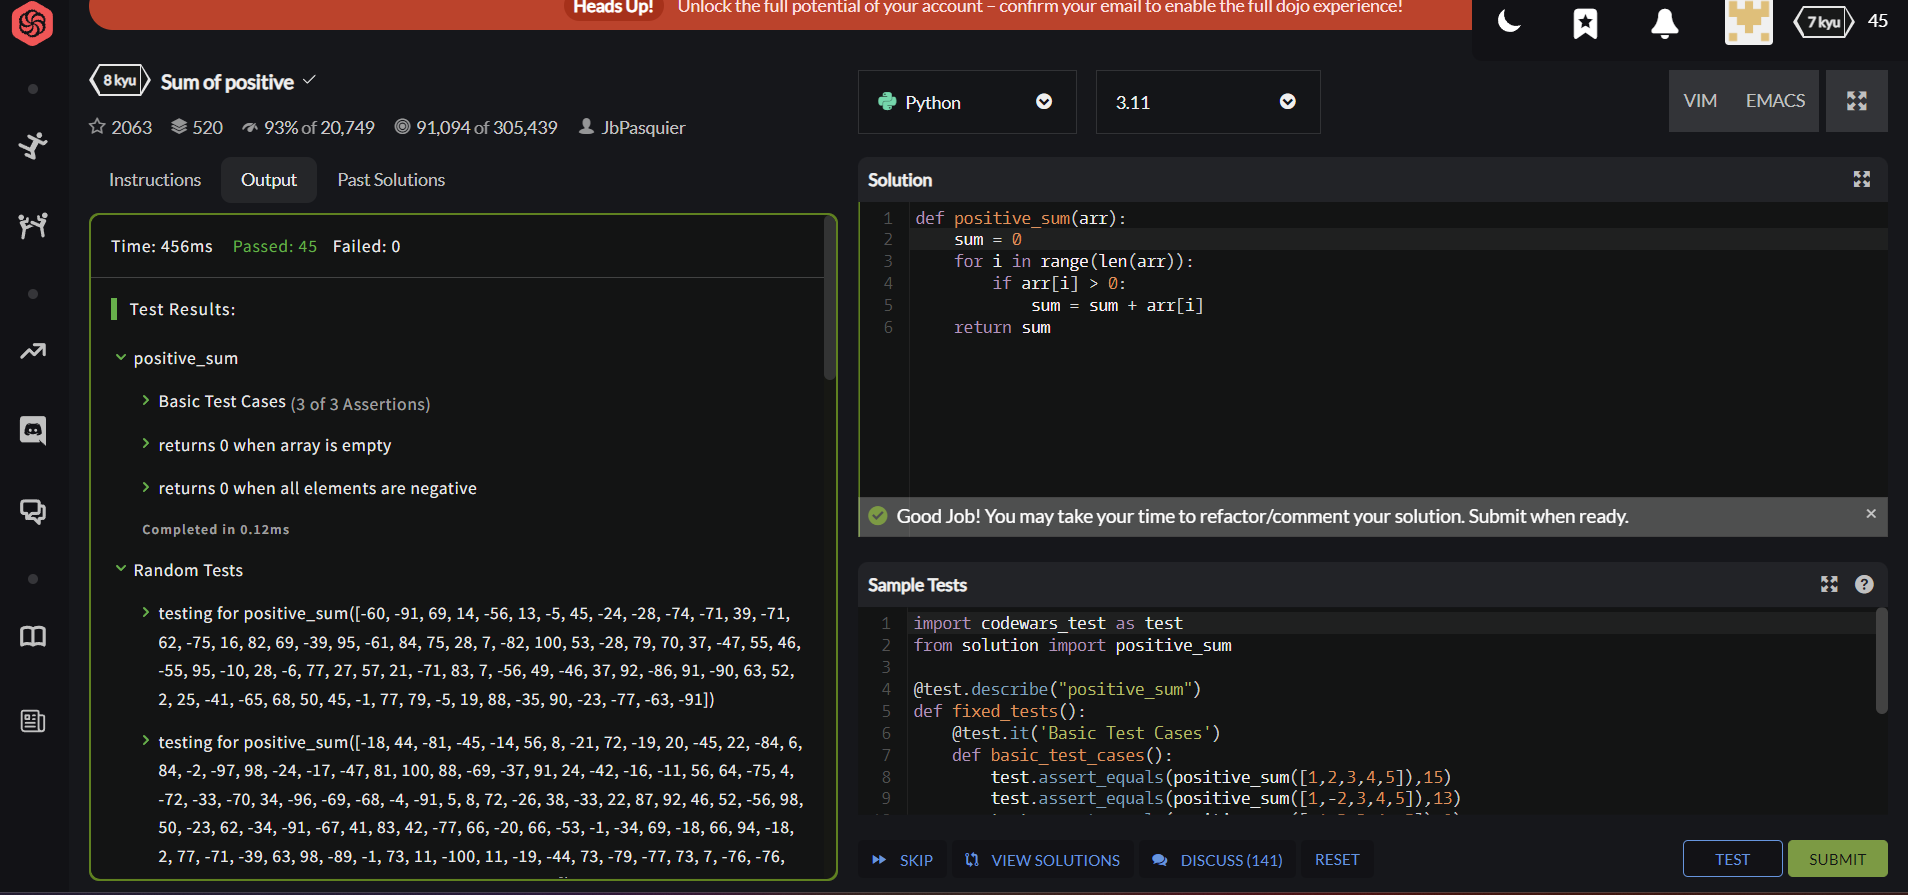 Heads Up! Unlock the full potential of your account – confirm your email to enable the full dojo experience!
7 kyu 45
8 kyu Sum of positive
2063 520 93% of 20,749 91,094 of 305,439 JbPasquier
Python
3.11
VIM EMACS
Instructions Output Past Solutions
Time: 456ms Passed: 45 Failed: 0
Test Results:
positive_sum
Basic Test Cases (3 of 3 Assertions)
returns 0 when array is empty
returns 0 when all elements are negative
Completed in 0.12ms
Random Tests
testing for positive_sum([-60, -91, 69, 14, -56, 13, -5, 45, -24, -28, -74, -71, 39, -71,
62, -75, 16, 82, 69, -39, 95, -61, 84, 75, 28, 7, -82, 100, 53, -28, 79, 70, 37, -47, 55, 46,
-55, 95, -10, 28, -6, 77, 27, 57, 21, -71, 83, 7, -56, 49, -46, 37, 92, -86, 91, -90, 63, 52,
2, 25, -41, -65, 68, 50, 45, -1, 77, 79, -5, 19, 88, -35, 90, -23, -77, -63, -91])
testing for positive_sum([-18, 44, -81, -45, -14, 56, 8, -21, 72, -19, 20, -45, 22, -84, 6,
84, -2, -97, 98, -24, -17, -47, 81, 100, 88, -69, -37, 91, 24, -42, -16, -11, 56, 64, -75, 4,
-72, -33, -70, 34, -96, -69, -68, -4, -91, 5, 8, 72, -26, 38, -33, 22, 87, 92, 46, 52, -56, 98,
50, -23, 62, -34, -91, -67, 41, 83, 42, -77, 66, -20, 66, -53, -1, -34, 69, -18, 66, 94, -18,
2, 77, -71, -39, 63, 98, -89, -1, 73, 11, -100, 11, -19, -44, 73, -79, -77, 73, 7, -76, -76,
Solution
1 def positive_sum(arr):
2 sum = 0
3 for i in range(len(arr)):
4 if arr[i] > 0:
5 sum = sum + arr[i]
6 return sum
Good Job! You may take your time to refactor/comment your solution. Submit when ready.
Sample Tests
1 import codewars_test as test
2 from solution import positive_sum
3
4 @test.describe("positive_sum")
5 def fixed_tests():
6 @test.it('Basic Test Cases')
7 def basic_test_cases():
8 test.assert_equals(positive_sum([1,2,3,4,5]),15)
9 test.assert_equals(positive_sum([1,-2,3,4,5]),13)
SKIP VIEW SOLUTIONS DISCUSS (141) RESET TEST SUBMIT